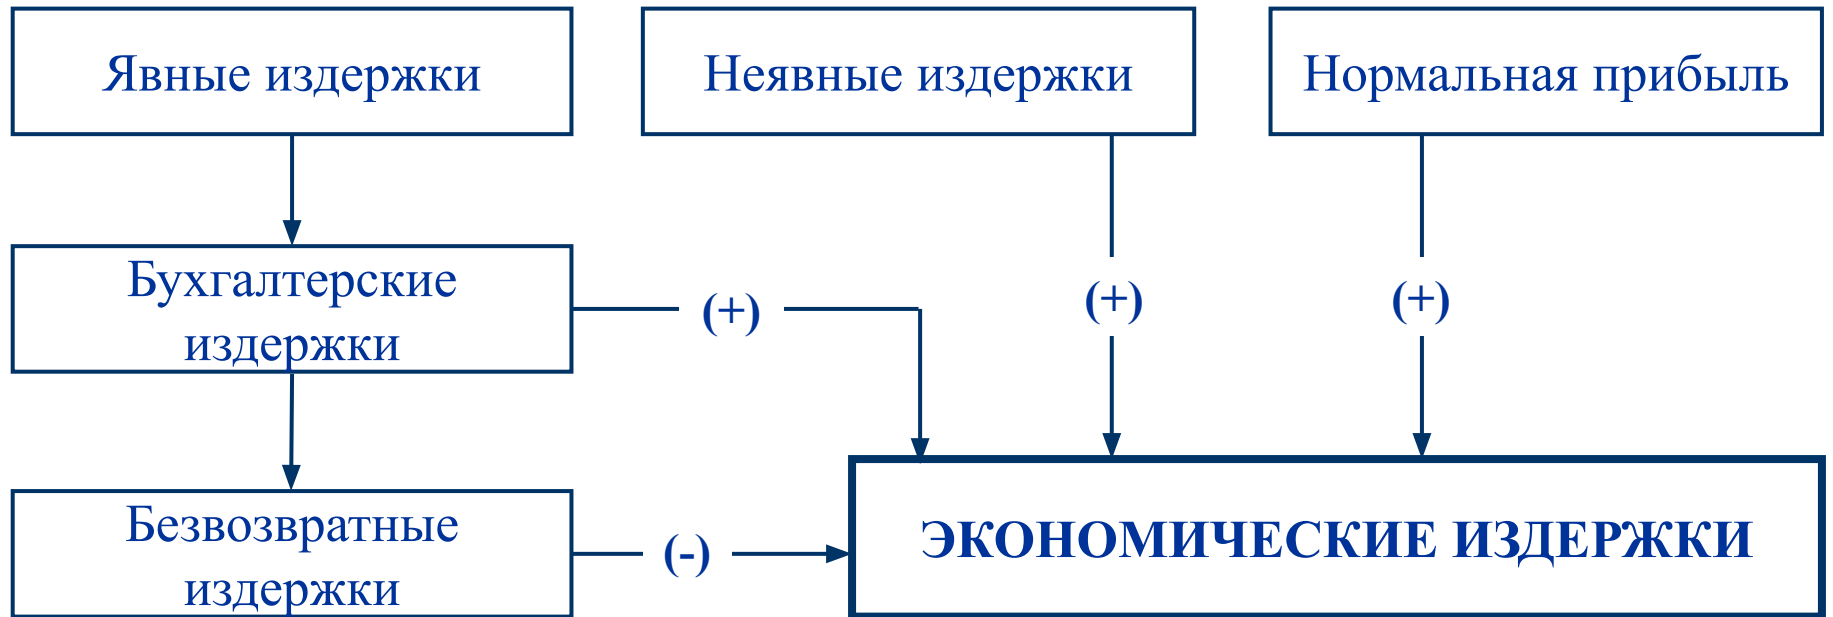 Явные издержки
Неявные издержки
Нормальная прибыль
Бухгалтерские
издержки
(+)
(+)
(+)
Безвозвратные
издержки
(-)
ЭКОНОМИЧЕСКИЕ ИЗДЕРЖКИ